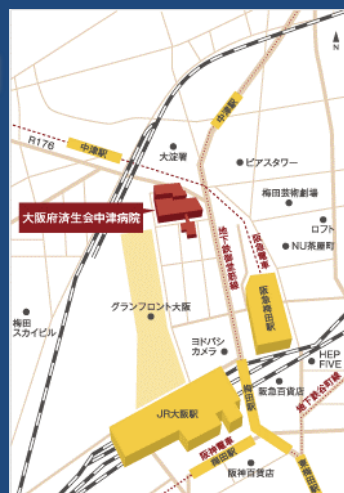 N
中津駅
R176
中津駅
大淀署
ピアスタワー
梅田芸術劇場
大阪府済生会中津病院
ロフト
地下鉄御堂筋線
阪急電車
NU茶屋町
阪急梅田駅
グランフロント大阪
梅田
スカイビル
ヨドバシ
カメラ
HEP
FIVE
梅田駅
阪急百貨店
地下鉄谷町線
JR大阪駅
阪神電車
梅田駅
阪神百貨店
東梅田駅